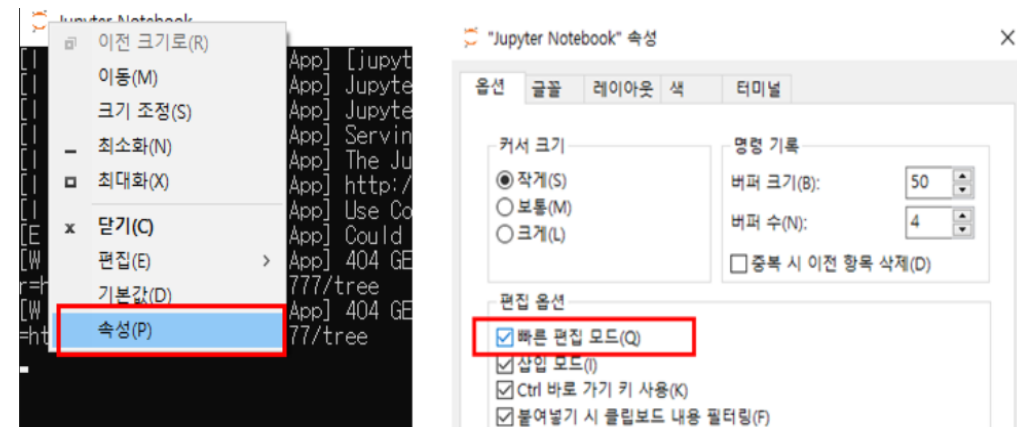 Jupyter Notebook
이전 크기로(R)
이동(M)
크기 조정(S)
최소화(N)
최대화(X)
닫기(C)
편집(E)
기본값(D)
속성(P)
[I App] [jupyt
[I App] Jupyte
[I App] Jupyte
[I App] Servin
[I App] The Ju
[I App] http:/
[I App] Use Co
[E App] Could
[W App] 404 GE
r=h 777/tree
[W App] 404 GE
=ht 77/tree
"Jupyter Notebook" 속성
옵션 글꼴 레이아웃 색 터미널
커서 크기
작게(S)
보통(M)
크게(L)
명령 기록
버퍼 크기(B): 50
버퍼 수(N): 4
중복 시 이전 항목 삭제(D)
편집 옵션
빠른 편집 모드(Q)
삽입 모드(I)
Ctrl 바로 가기 키 사용(K)
붙여넣기 시 클립보드 내용 필터링(F)